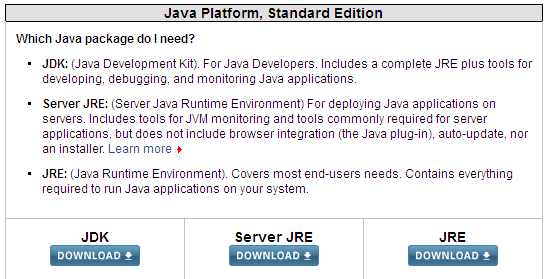 Java Platform, Standard Edition
Which Java package do I need?
▪ JDK: (Java Development Kit). For Java Developers. Includes a complete JRE plus tools for
developing, debugging, and monitoring Java applications.
▪ Server JRE: (Server Java Runtime Environment) For deploying Java applications on
servers. Includes tools for JVM monitoring and tools commonly required for server
applications, but does not include browser integration (the Java plug-in), auto-update, nor
an installer. Learn more
▪ JRE: (Java Runtime Environment). Covers most end-users needs. Contains everything
required to run Java applications on your system.
JDK Server JRE JRE
DOWNLOAD DOWNLOAD DOWNLOAD